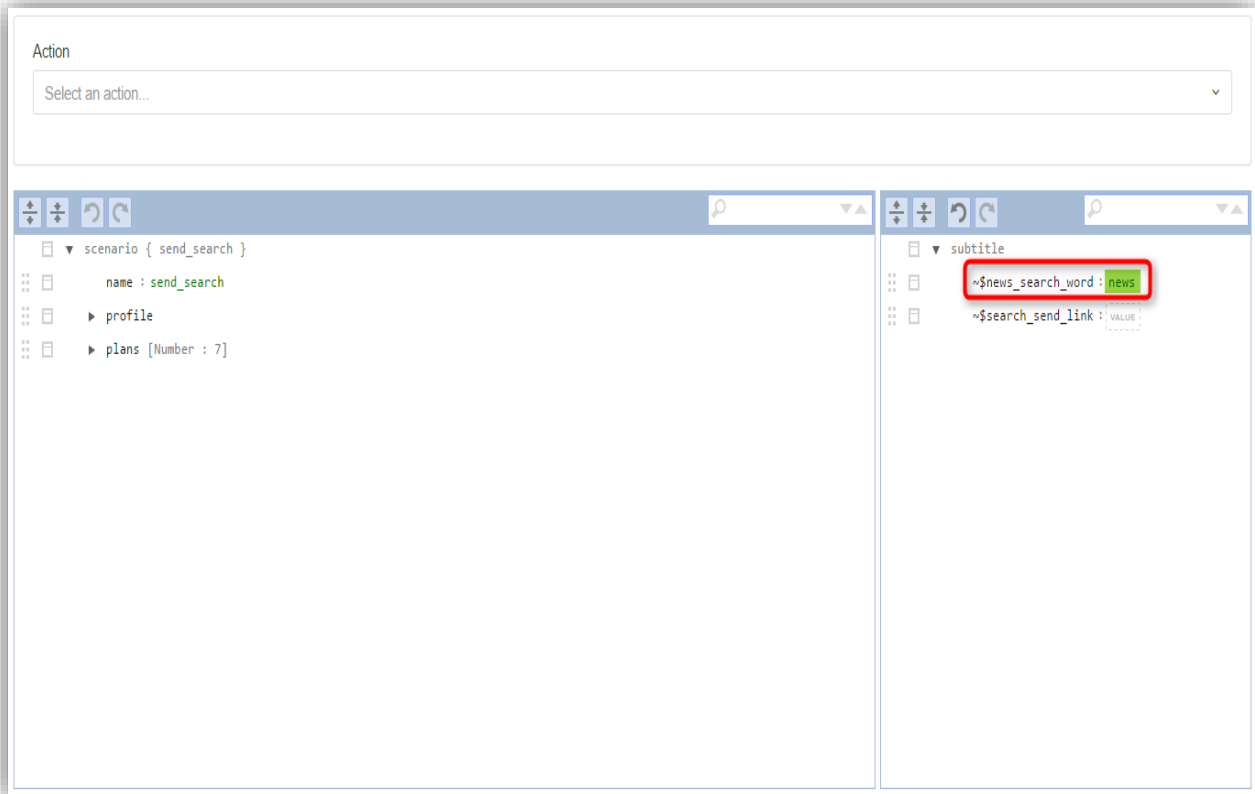 Action
Select an action...
scenario { send_search }
name : send_search
profile
plans [Number : 7]
subtitle
~$news_search_word : news
~$search_send_link : VALUE